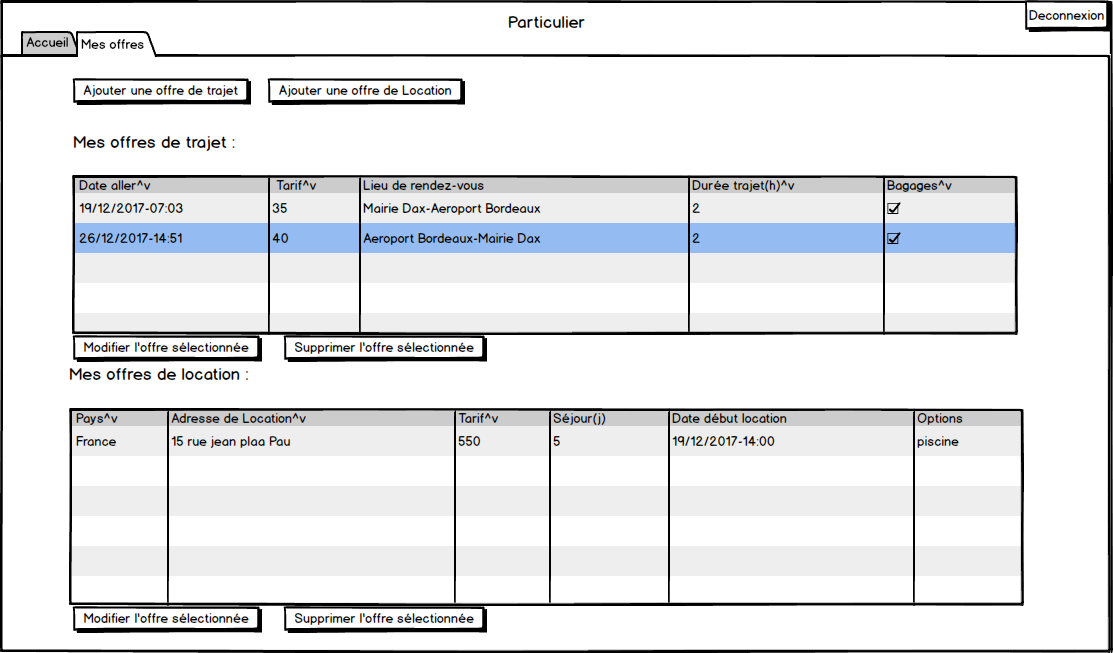 Particulier
Deconnexion
Accueil
Mes offres
Ajouter une offre de trajet
Ajouter une offre de Location
Mes offres de trajet :
Date aller^v Tarif^v Lieu de rendez-vous Durée trajet(h)^v Bagages^v
19/12/2017-07:03 35 Mairie Dax-Aeroport Bordeaux 2
26/12/2017-14:51 40 Aeroport Bordeaux-Mairie Dax 2
Modifier l'offre sélectionnée
Supprimer l'offre sélectionnée
Mes offres de location :
Pays^v Adresse de Location^v Tarif^v Séjour(j) Date début location Options
France 15 rue jean plaa Pau 550 5 19/12/2017-14:00 piscine
Modifier l'offre sélectionnée
Supprimer l'offre sélectionnée